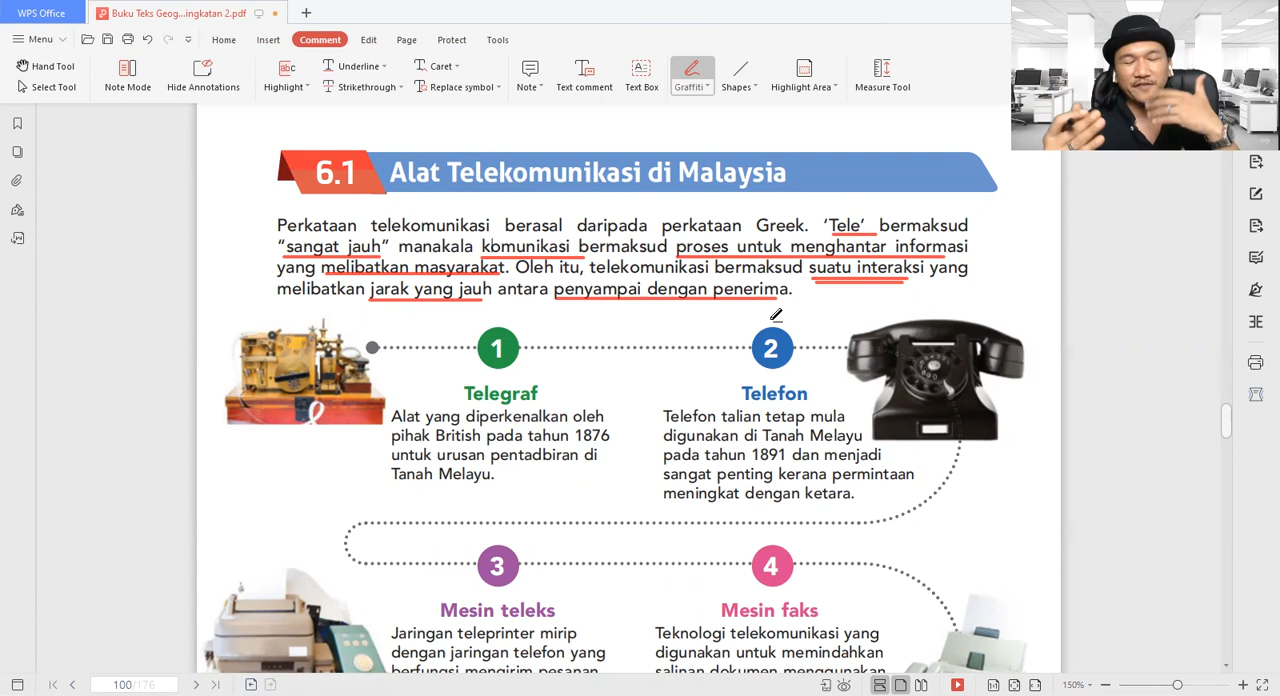 WPS Office
Buku Teks Geog...ingkatan 2.pdf
Menu
Home
Insert
Comment
Edit
Page
Protect
Tools
Hand Tool
Select Tool
Note Mode
Hide Annotations
Highlight
Underline
Strikethrough
Caret
Replace symbol
Note
Text comment
Text Box
Graffiti
Shapes
Highlight Area
Measure Tool
6.1 Alat Telekomunikasi di Malaysia
Perkataan telekomunikasi berasal daripada perkataan Greek. ‘Tele’ bermaksud
“sangat jauh” manakala komunikasi bermaksud proses untuk menghantar informasi
yang melibatkan masyarakat. Oleh itu, telekomunikasi bermaksud suatu interaksi yang
melibatkan jarak yang jauh antara penyampai dengan penerima.
1
Telegraf
Alat yang diperkenalkan oleh
pihak British pada tahun 1876
untuk urusan pentadbiran di
Tanah Melayu.
2
Telefon
Telefon talian tetap mula
digunakan di Tanah Melayu
pada tahun 1891 dan menjadi
sangat penting kerana permintaan
meningkat dengan ketara.
3
Mesin teleks
Jaringan teleprinter mirip
dengan jaringan telefon yang
berfungsi mengirim pesanan
4
Mesin faks
Teknologi telekomunikasi yang
digunakan untuk memindahkan
salinan dokumen menggunakan
100/176
150%